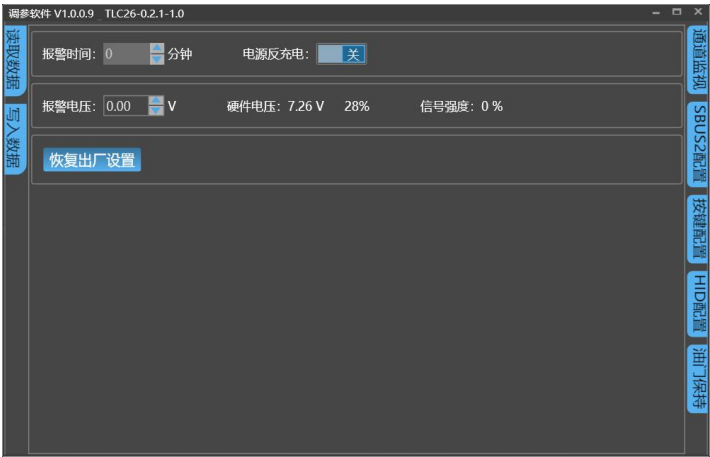 调参软件 V1.0.0.9 _ TLC26-0.2.1-1.0
读取数据
写入数据
报警时间: 0 分钟 电源反充电: 关
报警电压: 0.00 V 硬件电压: 7.26 V 28% 信号强度: 0 %
恢复出厂设置
通道监视
SBUS2配置
按键配置
HID配置
油门保持